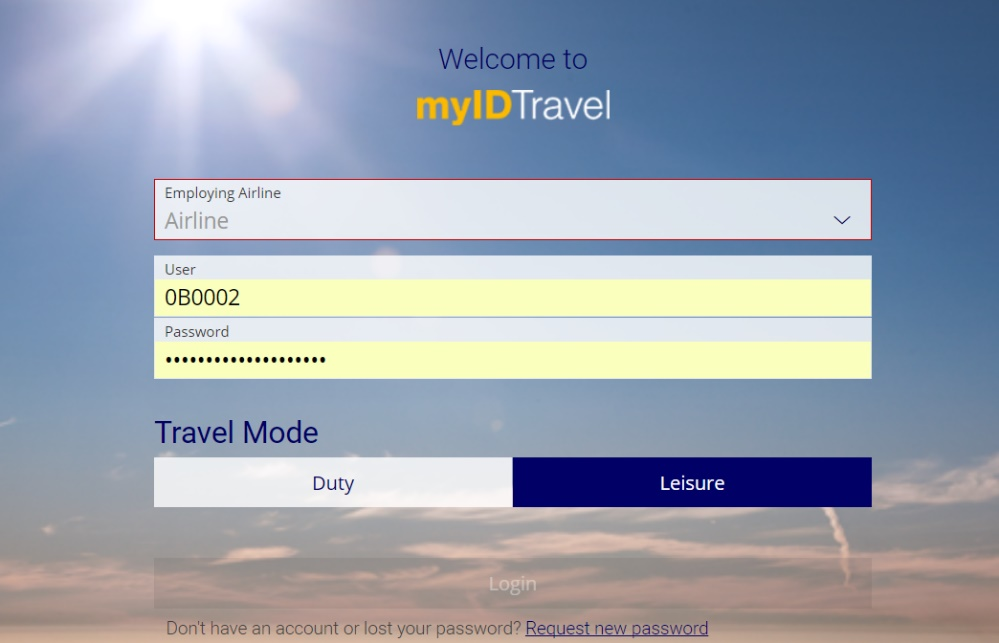 Welcome to
myIDTravel
Employing Airline
Airline
User
0B0002
Password
••••••••••••••••••••
Travel Mode
Duty
Leisure
Login
Don't have an account or lost your password? Request new password